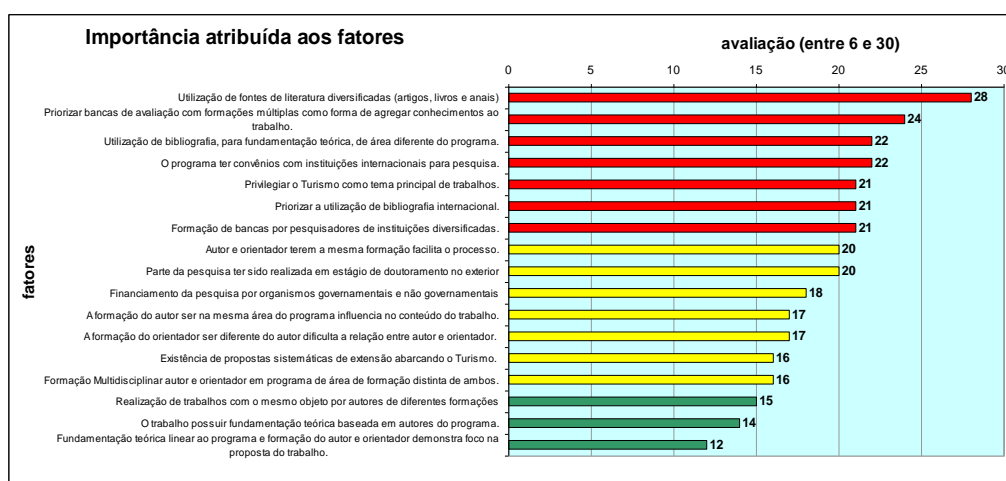 Importância atribuída aos fatores
avaliação (entre 6 e 30)
0 5 10 15 20 25 30
fatores
Utilização de fontes de literatura diversificadas (artigos, livros e anais) 28
Priorizar bancas de avaliação com formações múltiplas como forma de agregar conhecimentos ao
trabalho. 24
Utilização de bibliografia, para fundamentação teórica, de área diferente do programa. 22
O programa ter convênios com instituições internacionais para pesquisa. 22
Privilegiar o Turismo como tema principal de trabalhos. 21
Priorizar a utilização de bibliografia internacional. 21
Formação de bancas por pesquisadores de instituições diversificadas. 21
Autor e orientador terem a mesma formação facilita o processo. 20
Parte da pesquisa ter sido realizada em estágio de doutoramento no exterior 20
Financiamento da pesquisa por organismos governamentais e não governamentais 18
A formação do autor ser na mesma área do programa influencia no conteúdo do trabalho. 17
A formação do orientador ser diferente do autor dificulta a relação entre autor e orientador. 17
Existência de propostas sistemáticas de extensão abarcando o Turismo. 16
Formação Multidisciplinar autor e orientador em programa de área de formação distinta de ambos. 16
Realização de trabalhos com o mesmo objeto por autores de diferentes formações 15
O trabalho possuir fundamentação teórica baseada em autores do programa. 14
Fundamentação teórica linear ao programa e formação do autor e orientador demonstra foco na
proposta do trabalho. 12